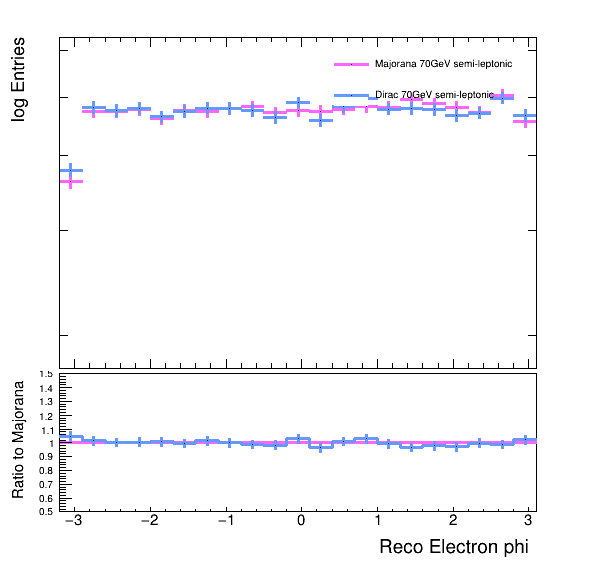 log Entries
Majorana 70GeV semi-leptonic
Dirac 70GeV semi-leptonic
Ratio to Majorana
1.5
1.4
1.3
1.2
1.1
1
0.9
0.8
0.7
0.6
0.5
−3 −2 −1 0 1 2 3
Reco Electron phi